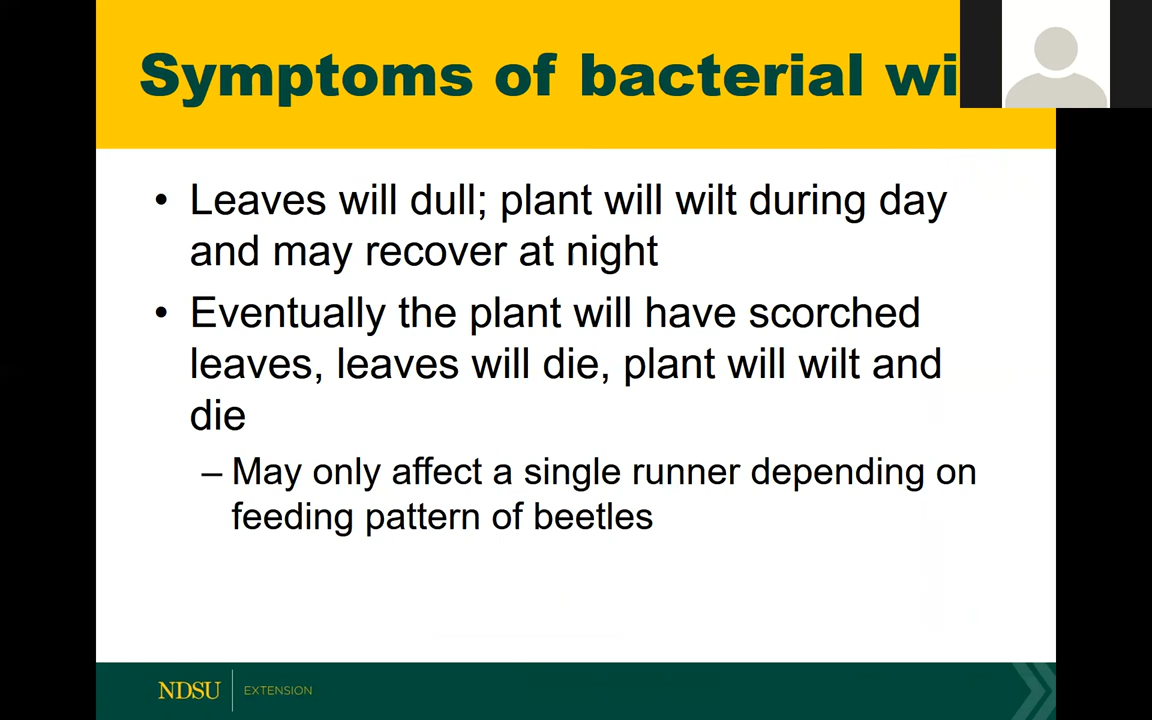 Symptoms of bacterial
• Leaves will dull; plant will wilt during day
and may recover at night
• Eventually the plant will have scorched
leaves, leaves will die, plant will wilt and
die
– May only affect a single runner depending on
feeding pattern of beetles
NDSU EXTENSION